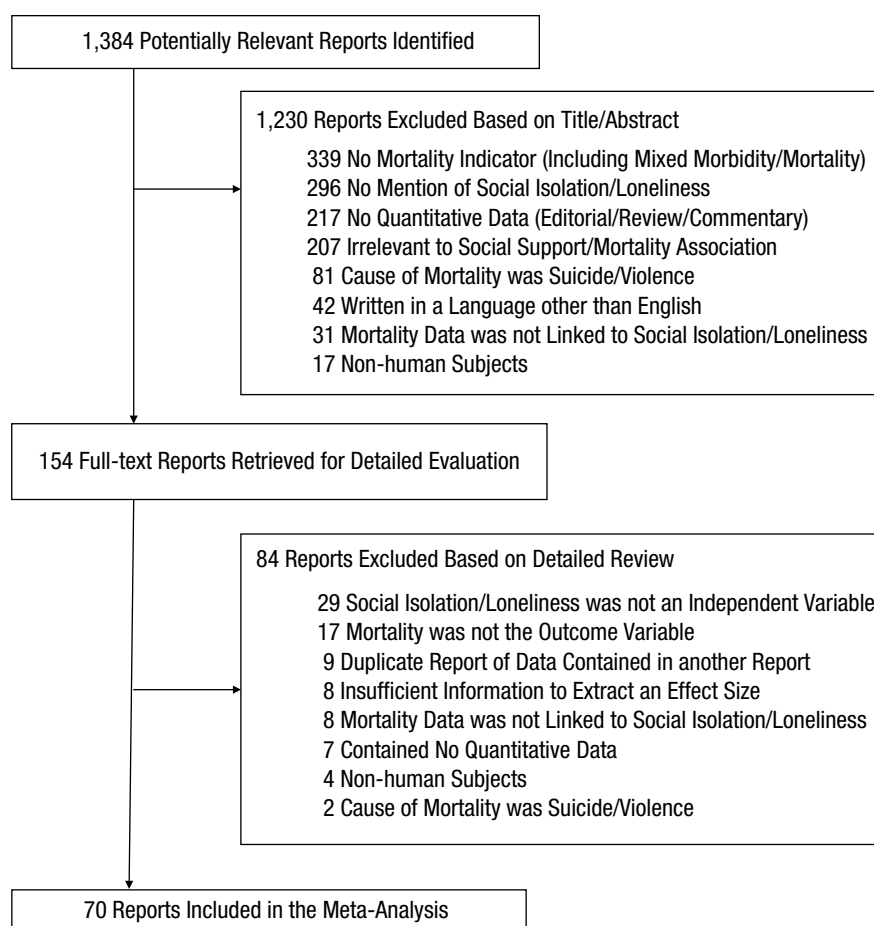 1,384 Potentially Relevant Reports Identified
1,230 Reports Excluded Based on Title/Abstract
339 No Mortality Indicator (Including Mixed Morbidity/Mortality)
296 No Mention of Social Isolation/Loneliness
217 No Quantitative Data (Editorial/Review/Commentary)
207 Irrelevant to Social Support/Mortality Association
81 Cause of Mortality was Suicide/Violence
42 Written in a Language other than English
31 Mortality Data was not Linked to Social Isolation/Loneliness
17 Non-human Subjects
154 Full-text Reports Retrieved for Detailed Evaluation
84 Reports Excluded Based on Detailed Review
29 Social Isolation/Loneliness was not an Independent Variable
17 Mortality was not the Outcome Variable
9 Duplicate Report of Data Contained in another Report
8 Insufficient Information to Extract an Effect Size
8 Mortality Data was not Linked to Social Isolation/Loneliness
7 Contained No Quantitative Data
4 Non-human Subjects
2 Cause of Mortality was Suicide/Violence
70 Reports Included in the Meta-Analysis